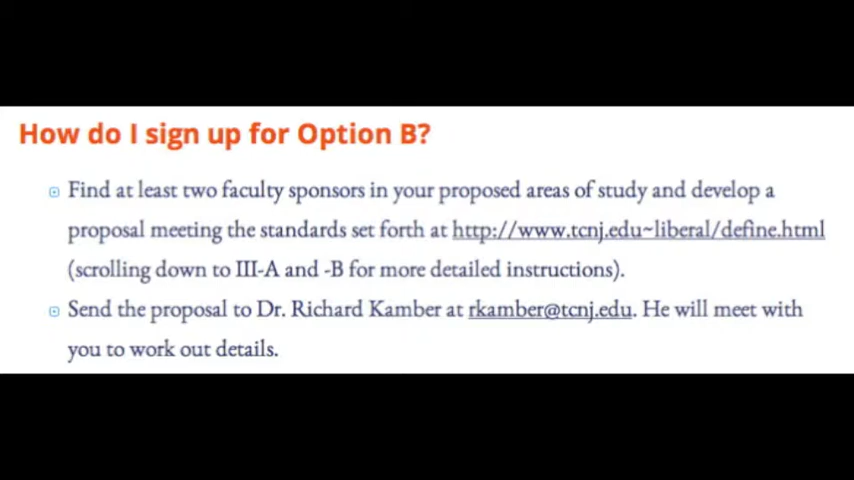 How do I sign up for Option B?
Find at least two faculty sponsors in your proposed areas of study and develop a
proposal meeting the standards set forth at http://www.tcnj.edu~liberal/define.html
(scrolling down to III-A and -B for more detailed instructions).
Send the proposal to Dr. Richard Kamber at rkamber@tcnj.edu. He will meet with
you to work out details.